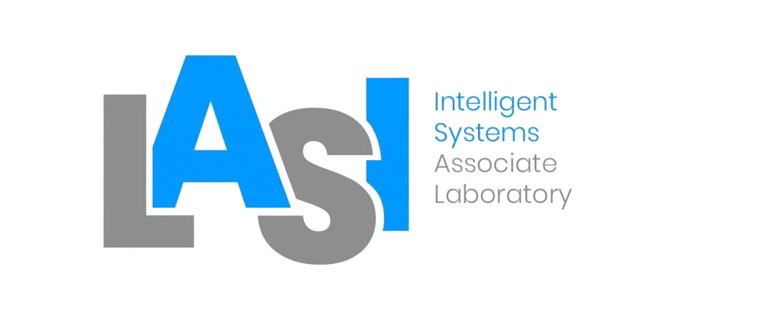 LASI
Intelligent
Systems
Associate
Laboratory